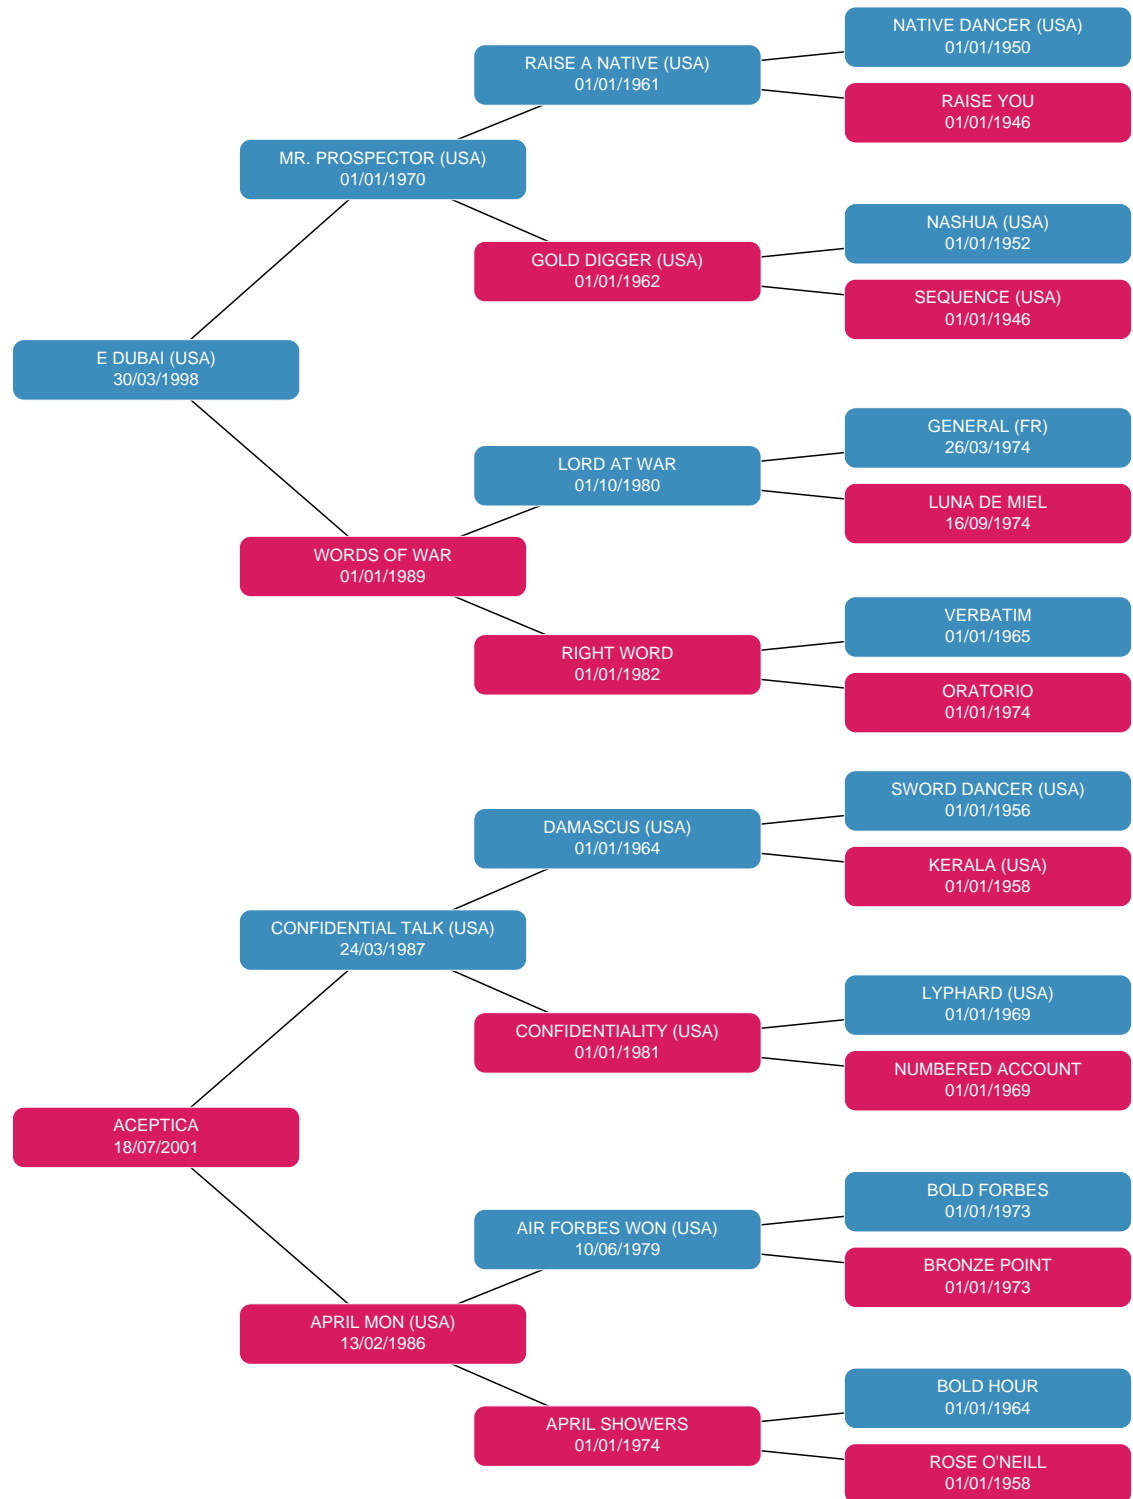 NATIVE DANCER (USA)
01/01/1950
RAISE A NATIVE (USA)
01/01/1961
RAISE YOU
01/01/1946
MR. PROSPECTOR (USA)
01/01/1970
NASHUA (USA)
01/01/1952
GOLD DIGGER (USA)
01/01/1962
SEQUENCE (USA)
01/01/1946
E DUBAI (USA)
30/03/1998
GENERAL (FR)
26/03/1974
LORD AT WAR
01/10/1980
LUNA DE MIEL
16/09/1974
WORDS OF WAR
01/01/1989
VERBATIM
01/01/1965
RIGHT WORD
01/01/1982
ORATORIO
01/01/1974
SWORD DANCER (USA)
01/01/1956
DAMASCUS (USA)
01/01/1964
KERALA (USA)
01/01/1958
CONFIDENTIAL TALK (USA)
24/03/1987
LYPHARD (USA)
01/01/1969
CONFIDENTIALITY (USA)
01/01/1981
NUMBERED ACCOUNT
01/01/1969
ACEPTICA
18/07/2001
BOLD FORBES
01/01/1973
AIR FORBES WON (USA)
10/06/1979
BRONZE POINT
01/01/1973
APRIL MON (USA)
13/02/1986
BOLD HOUR
01/01/1964
APRIL SHOWERS
01/01/1974
ROSE O'NEILL
01/01/1958